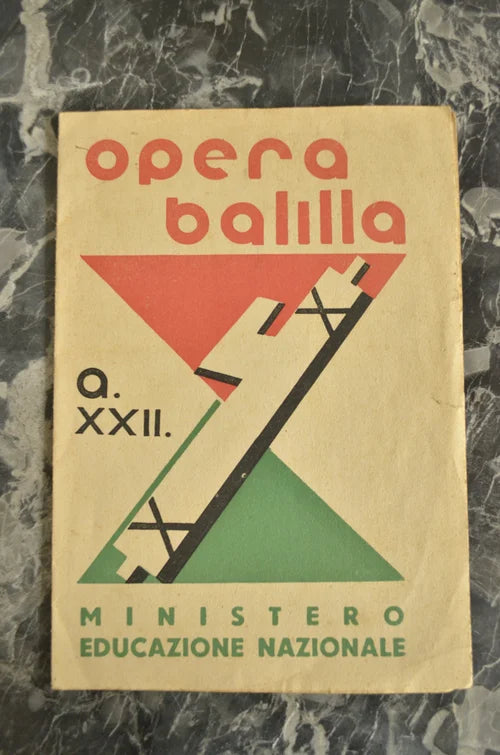 opera
balilla
a.
XXII.
MINISTERO
EDUCAZIONE NAZIONALE